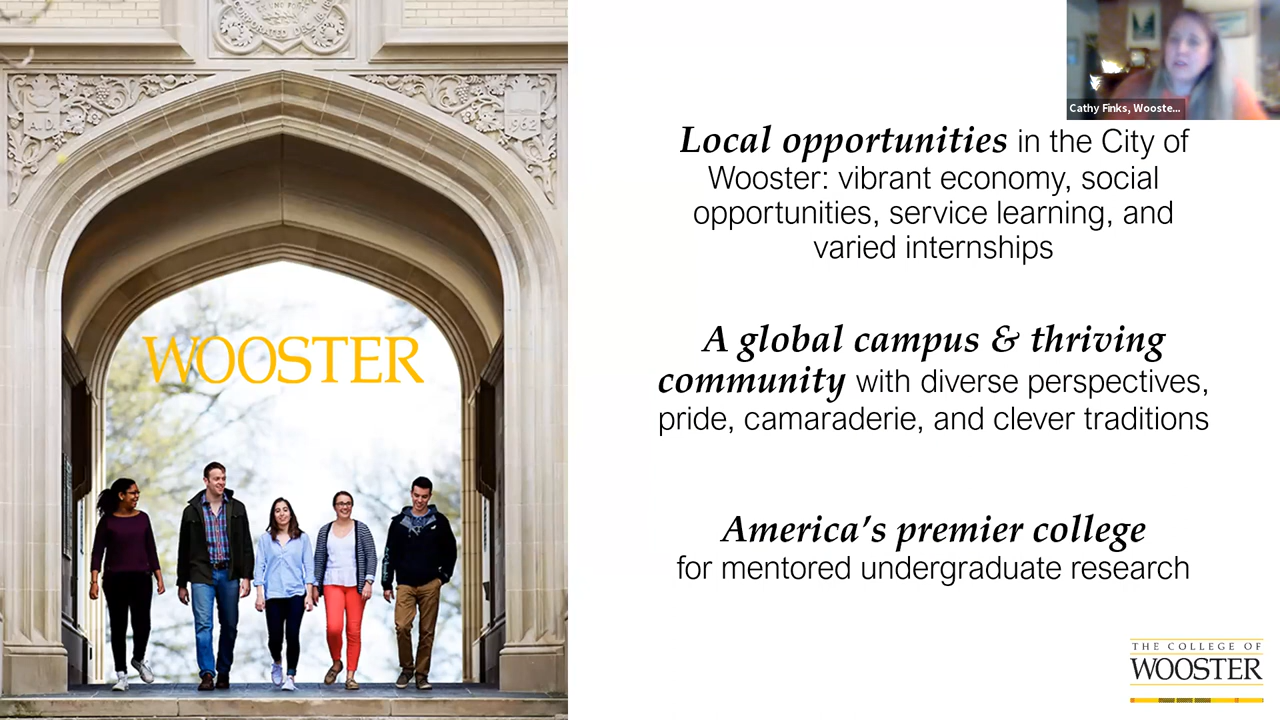 A.D.
1962
WOOSTER
Cathy Finks, Wooste...
Local opportunities in the City of
Wooster: vibrant economy, social
opportunities, service learning, and
varied internships
A global campus & thriving
community with diverse perspectives,
pride, camaraderie, and clever traditions
America's premier college
for mentored undergraduate research
THE COLLEGE OF
WOOSTER